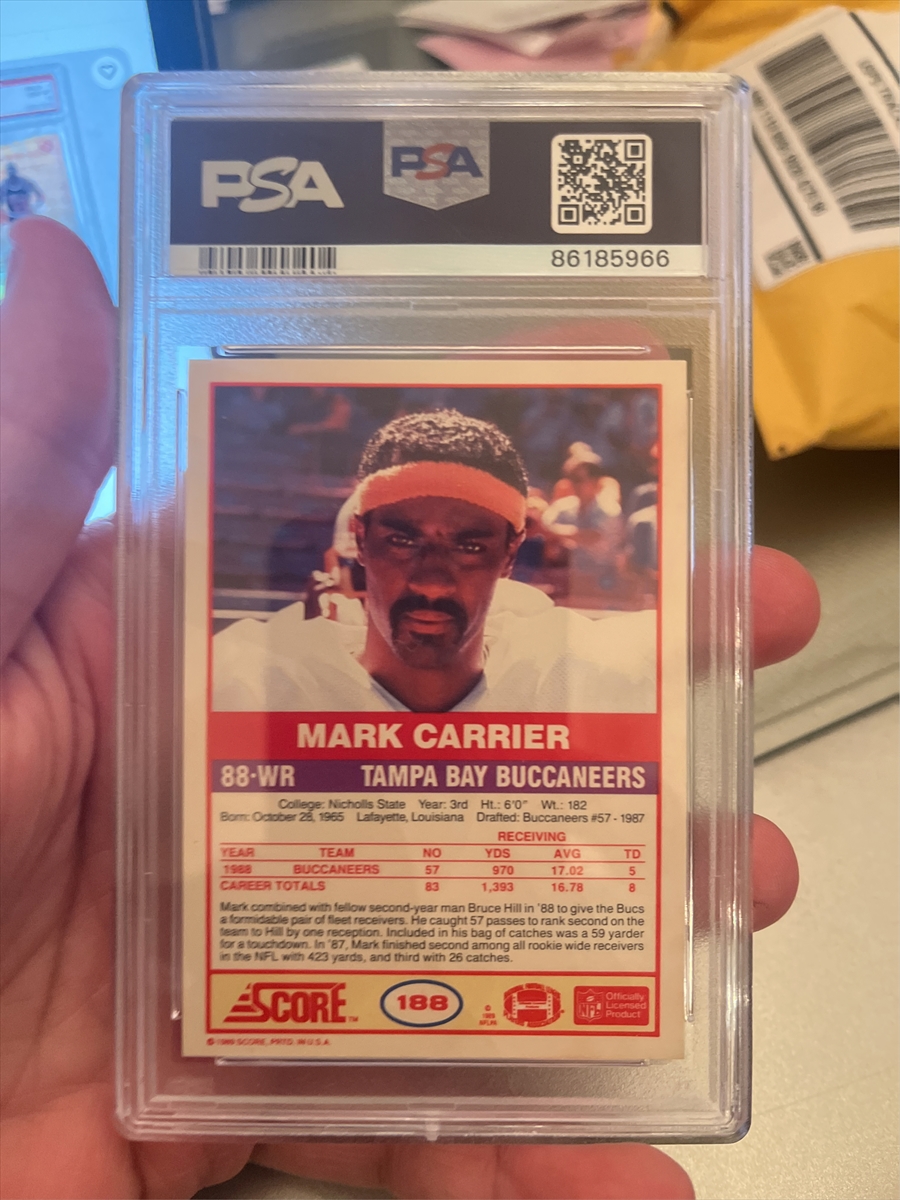 PSA
PSA
86185966
MARK CARRIER
88·WR TAMPA BAY BUCCANEERS
College: Nicholls State Year: 3rd Ht.: 6'0" Wt.: 182
Born: October 28, 1965 Lafayette, Louisiana Drafted: Buccaneers #57 - 1987
RECEIVING
YEAR TEAM NO YDS AVG TD
1988 BUCCANEERS 57 970 17.02 5
CAREER TOTALS 83 1,393 16.78 8
Mark combined with fellow second-year man Bruce Hill in '88 to give the Bucs
a formidable pair of fleet receivers. He caught 57 passes to rank second on the
team to Hill by one reception. Included in his bag of catches was a 59 yarder
for a touchdown. In '87, Mark finished second among all rookie wide receivers
in the NFL with 423 yards, and third with 26 catches.
SCORE™
188
©
1989
NFLPA
NFL
Officially
Licensed
Product
© 1989 SCORE, PRTD. IN U.S.A.